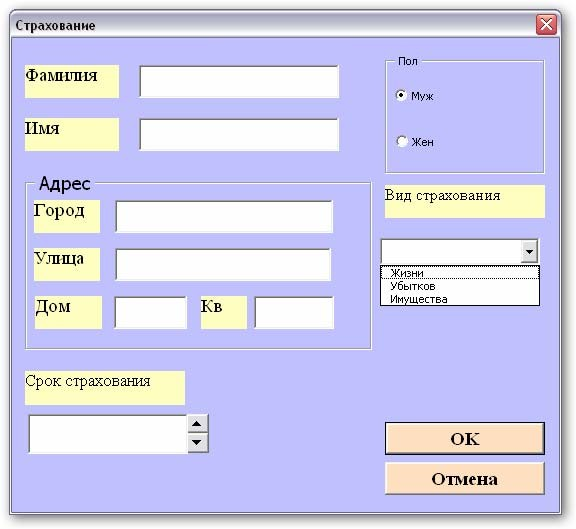 Страхование
Фамилия
Имя
Пол
Муж
Жен
Адрес
Город
Улица
Дом
Кв
Вид страхования
Жизни
Убытков
Имущества
Срок страхования
OK
Отмена